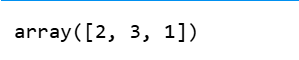 array([2, 3, 1])